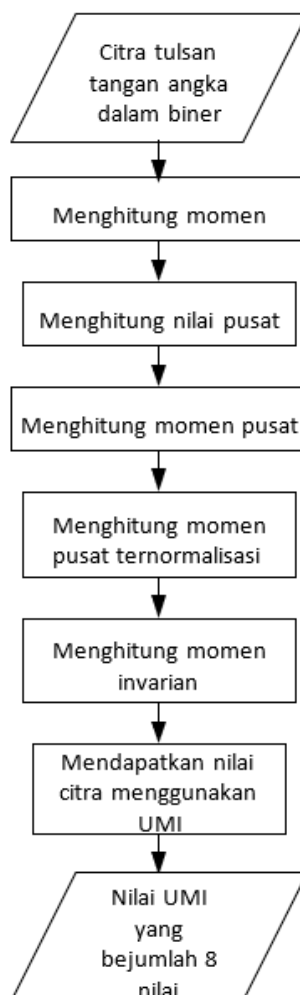 Citra tulsan
tangan angka
dalam biner
Menghitung momen
Menghitung nilai pusat
Menghitung momen pusat
Menghitung momen
pusat ternormalisasi
Menghitung momen
invarian
Mendapatkan nilai
citra menggunakan
UMI
Nilai UMI
yang
bejumlah 8
nilai